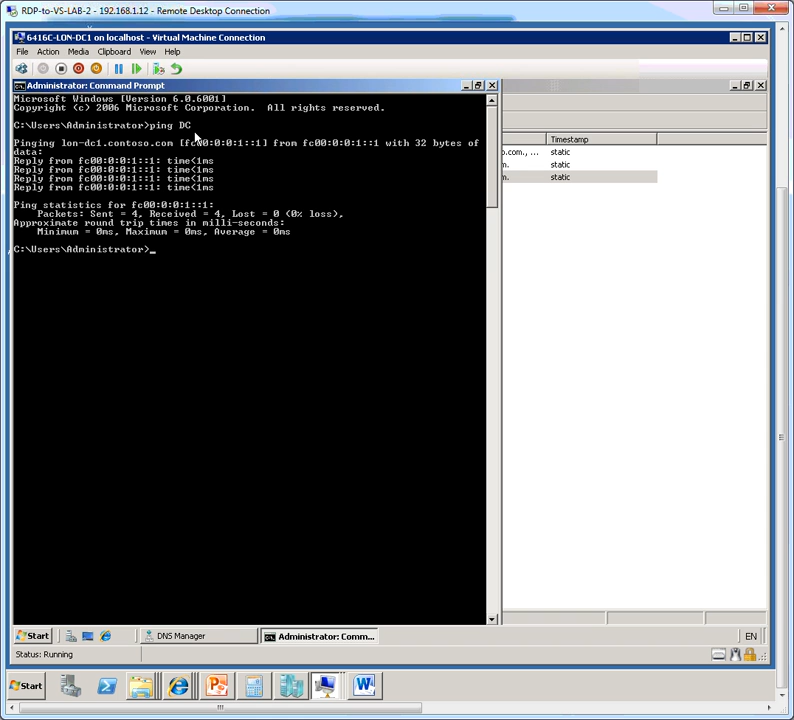 RDP-to-VS-LAB-2 - 192.168.1.12 - Remote Desktop Connection
6416C-LON-DC1 on localhost - Virtual Machine Connection
File Action Media Clipboard View Help
Administrator: Command Prompt
Microsoft Windows [Version 6.0.6001]
Copyright (c) 2006 Microsoft Corporation. All rights reserved.
C:\Users\Administrator>ping DC
Pinging lon-dc1.contoso.com [fc00:0:0:1::1] from fc00:0:0:1::1 with 32 bytes of
data:
Reply from fc00:0:0:1::1: time<1ms
Reply from fc00:0:0:1::1: time<1ms
Reply from fc00:0:0:1::1: time<1ms
Reply from fc00:0:0:1::1: time<1ms
Ping statistics for fc00:0:0:1::1:
Packets: Sent = 4, Received = 4, Lost = 0 (0% loss),
Approximate round trip times in milli-seconds:
Minimum = 0ms, Maximum = 0ms, Average = 0ms
C:\Users\Administrator>_
Timestamp
o.com., ... static
m. static
m. static
Start DNS Manager Administrator: Comm... EN
Status: Running
Start